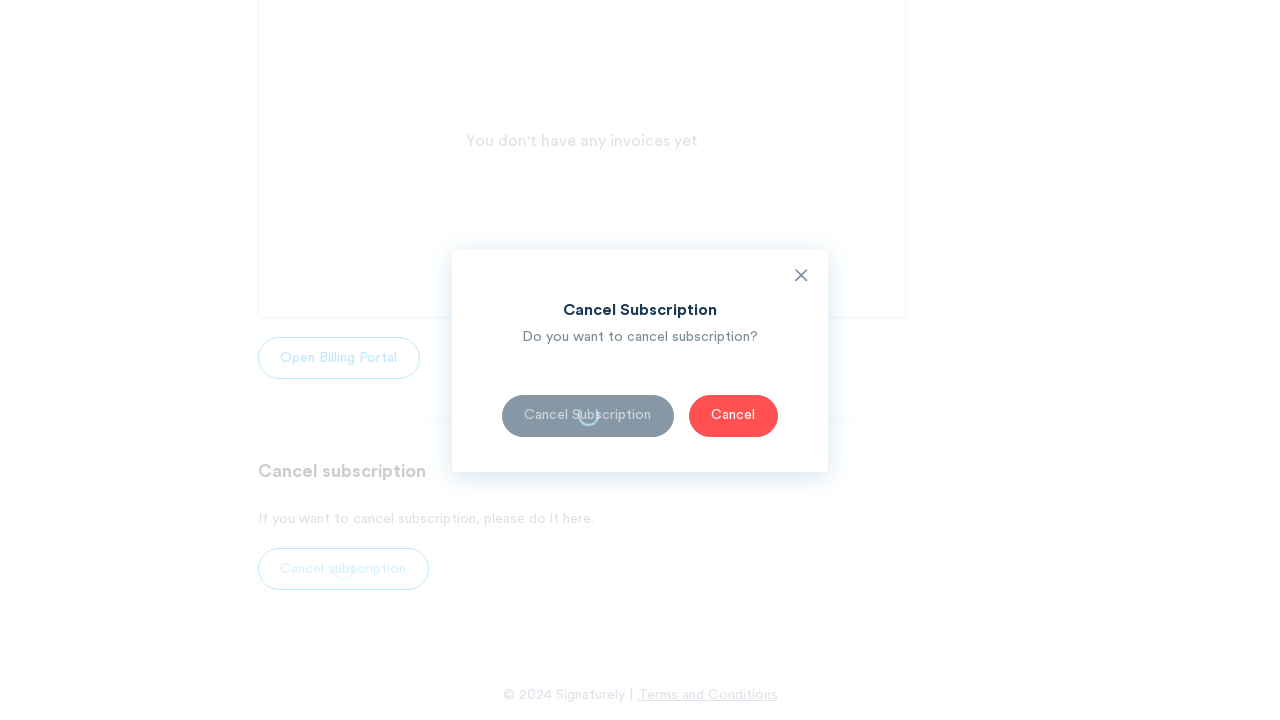 You don't have any invoices yet
Cancel Subscription
Do you want to cancel subscription?
Open Billing Portal
Cancel Subscription
Cancel
Cancel subscription
If you want to cancel subscription, please do it here.
Cancel subscription
© 2024 Signaturely | Terms and Conditions